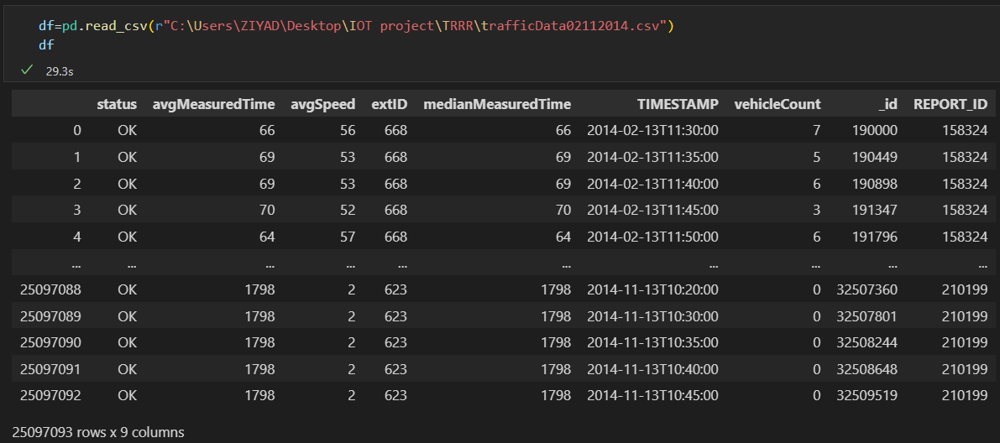 df=pd.read_csv(r"C:\Users\ZIYAD\Desktop\IOT project\TRRR\trafficData02112014.csv")
df
29.3s
status avgMeasuredTime avgSpeed extID medianMeasuredTime TIMESTAMP vehicleCount _id REPORT_ID
0 OK 66 56 668 66 2014-02-13T11:30:00 7 190000 158324
1 OK 69 53 668 69 2014-02-13T11:35:00 5 190449 158324
2 OK 69 53 668 69 2014-02-13T11:40:00 6 190898 158324
3 OK 70 52 668 70 2014-02-13T11:45:00 3 191347 158324
4 OK 64 57 668 64 2014-02-13T11:50:00 6 191796 158324
... ... ... ... ... ... ... ... ... ...
25097088 OK 1798 2 623 1798 2014-11-13T10:20:00 0 32507360 210199
25097089 OK 1798 2 623 1798 2014-11-13T10:30:00 0 32507801 210199
25097090 OK 1798 2 623 1798 2014-11-13T10:35:00 0 32508244 210199
25097091 OK 1798 2 623 1798 2014-11-13T10:40:00 0 32508648 210199
25097092 OK 1798 2 623 1798 2014-11-13T10:45:00 0 32509519 210199
25097093 rows x 9 columns